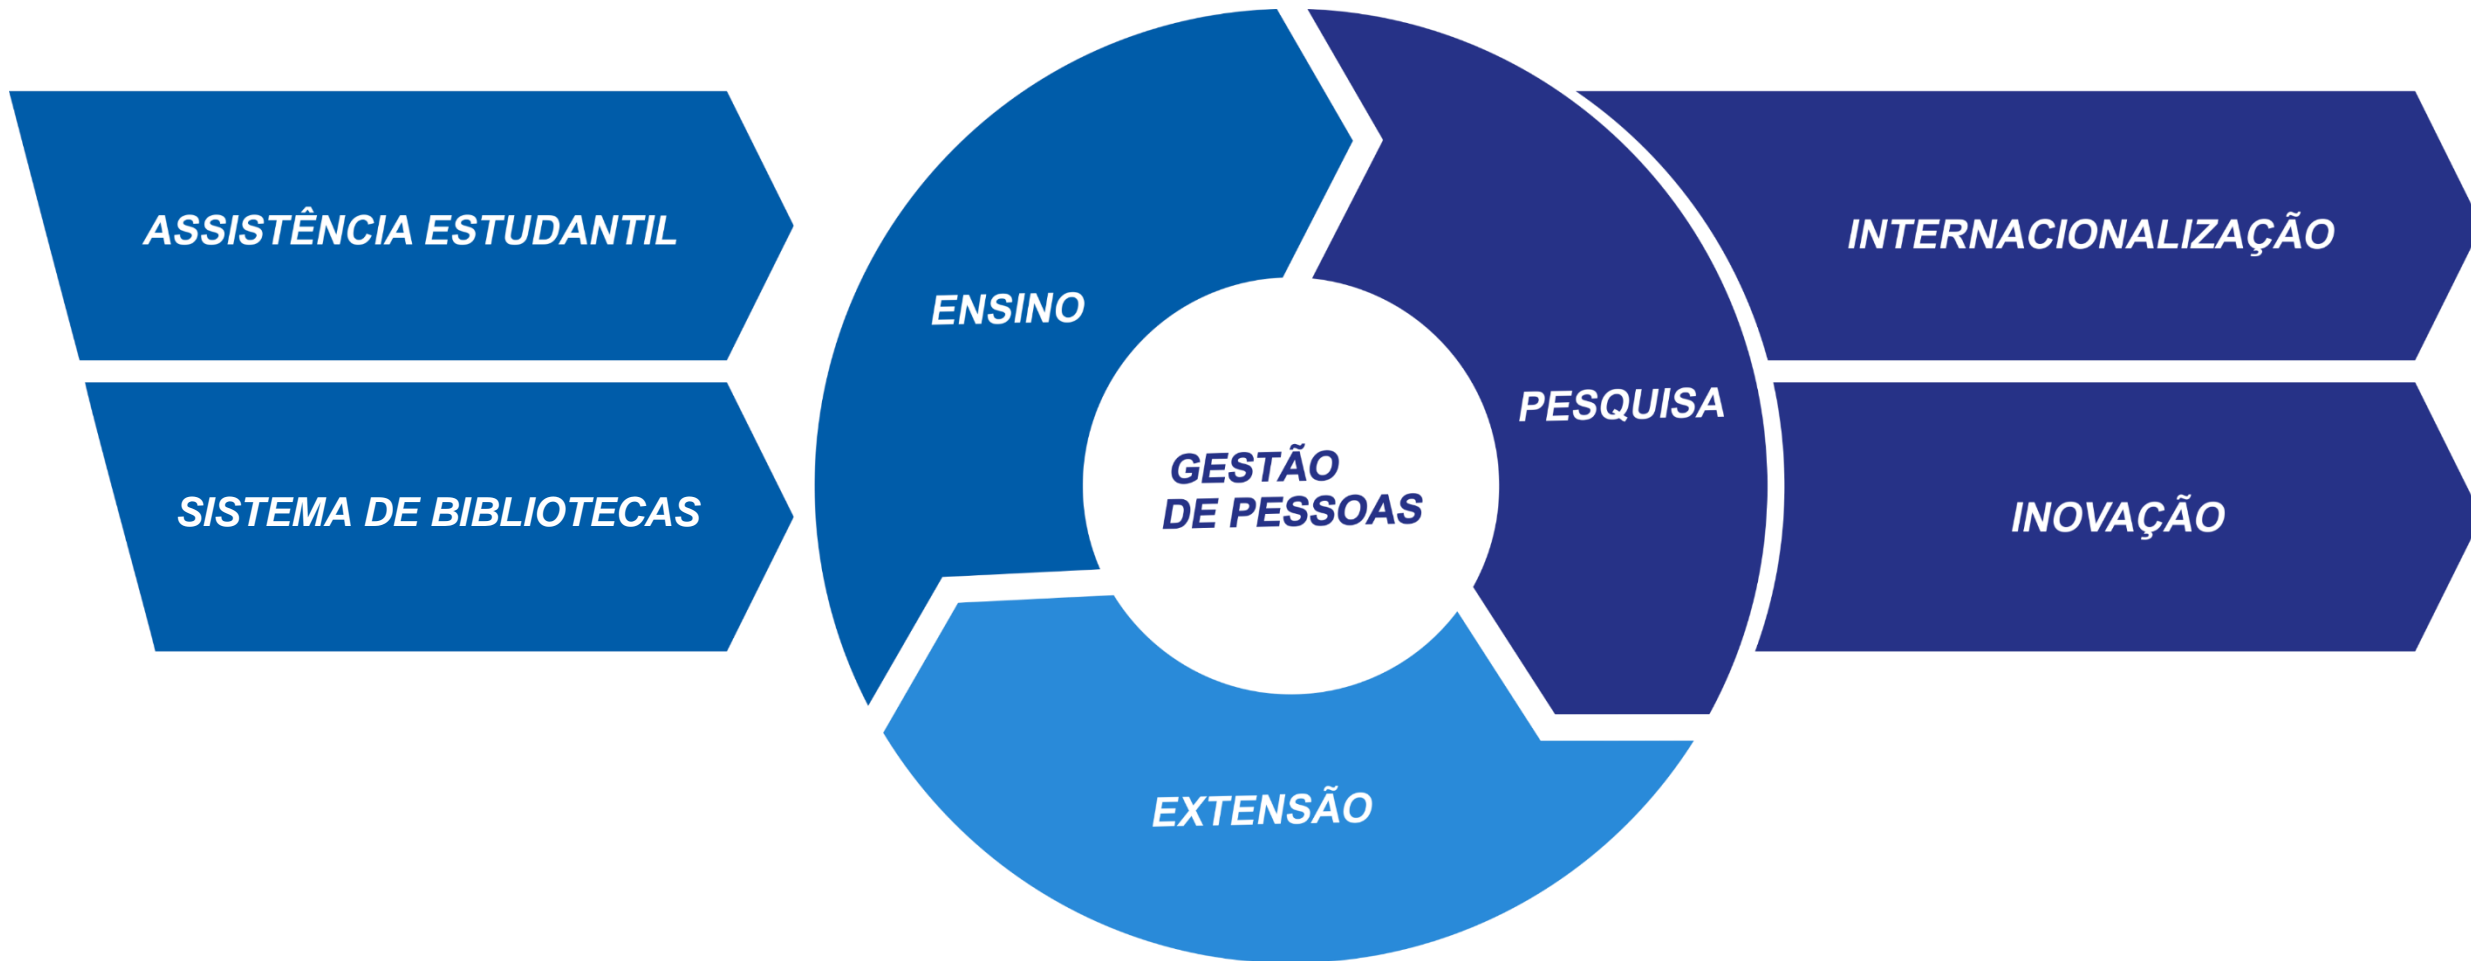 ASSISTÊNCIA ESTUDANTIL
SISTEMA DE BIBLIOTECAS
ENSINO
PESQUISA
EXTENSÃO
GESTÃO
DE PESSOAS
INTERNACIONALIZAÇÃO
INOVAÇÃO